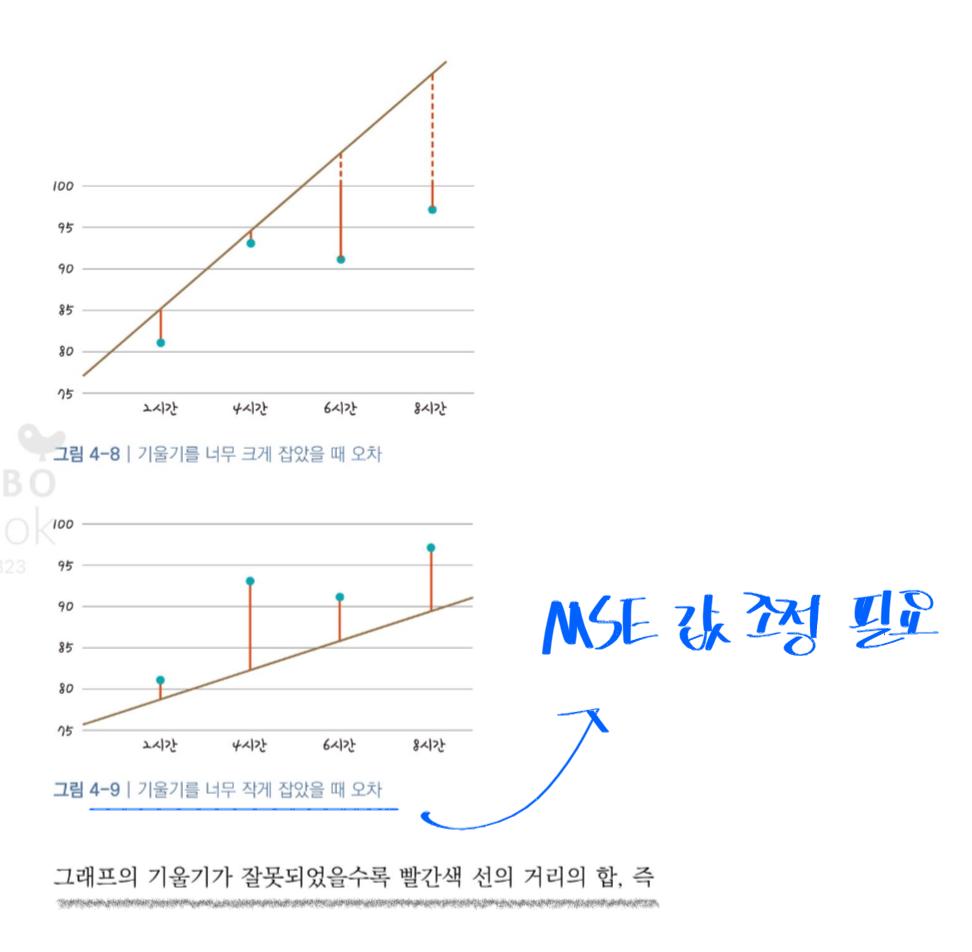 100
95
90
85
80
75
2시간 4시간 6시간 8시간
그림 4-8 | 기울기를 너무 크게 잡았을 때 오차
BO
ok
323
100
95
90
85
80
75
2시간 4시간 6시간 8시간
MSE 값 조정 필요
그림 4-9 | 기울기를 너무 작게 잡았을 때 오차
그래프의 기울기가 잘못되었을수록 빨간색 선의 거리의 합, 즉